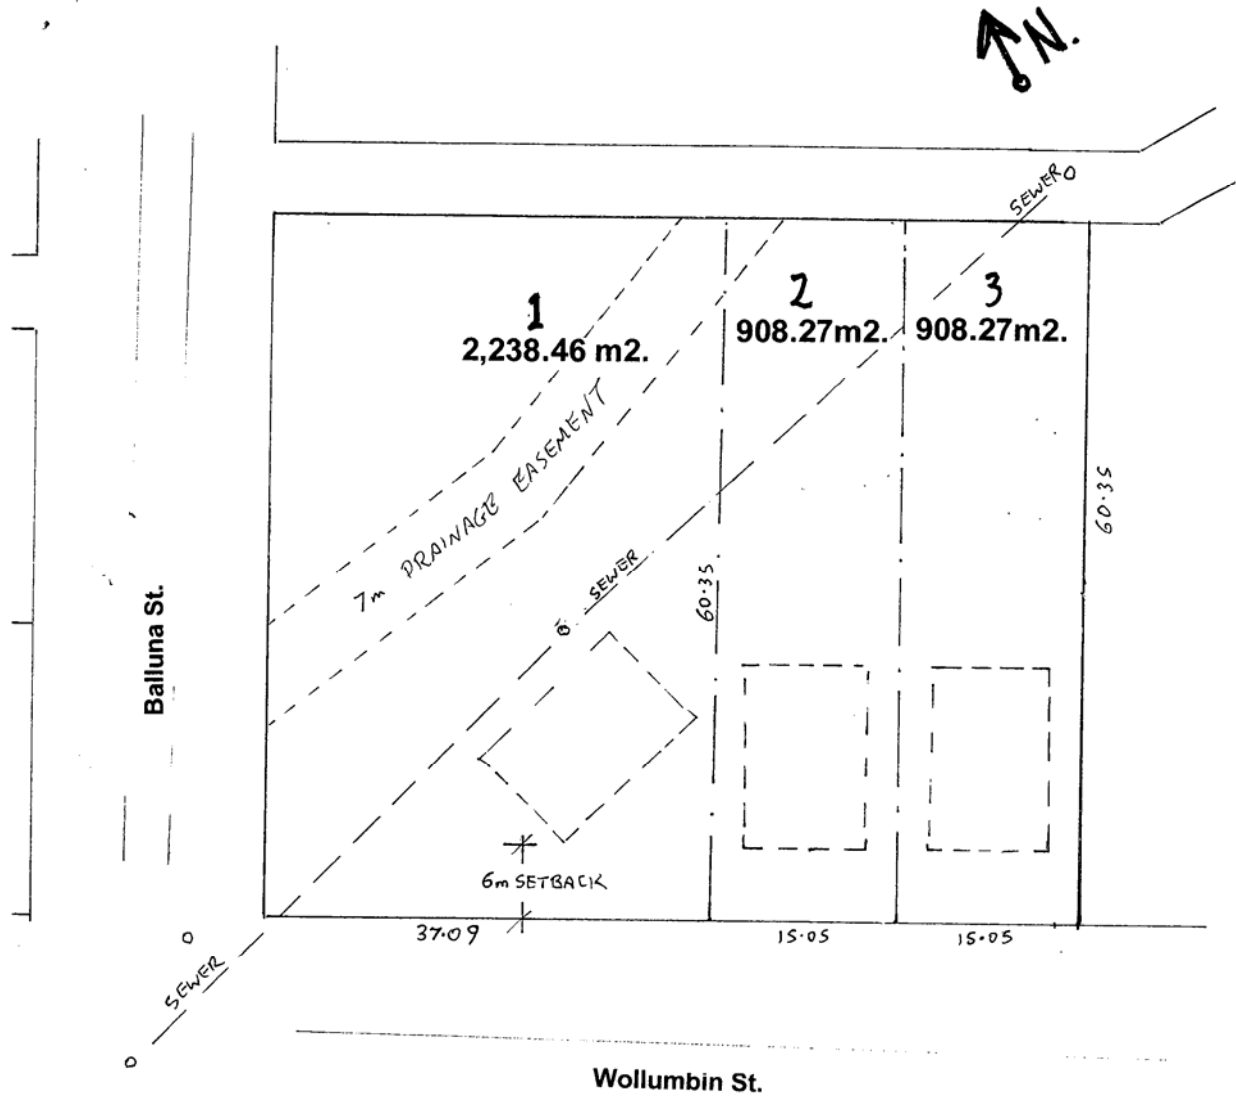 N.
SEWER
1
2,238.46 m2.
2
908.27m2.
3
908.27m2.
7m DRAINAGE EASEMENT
60.35
SEWER
60.35
Balluna St.
6m SETBACK
37.09
15.05
15.05
SEWER
Wollumbin St.